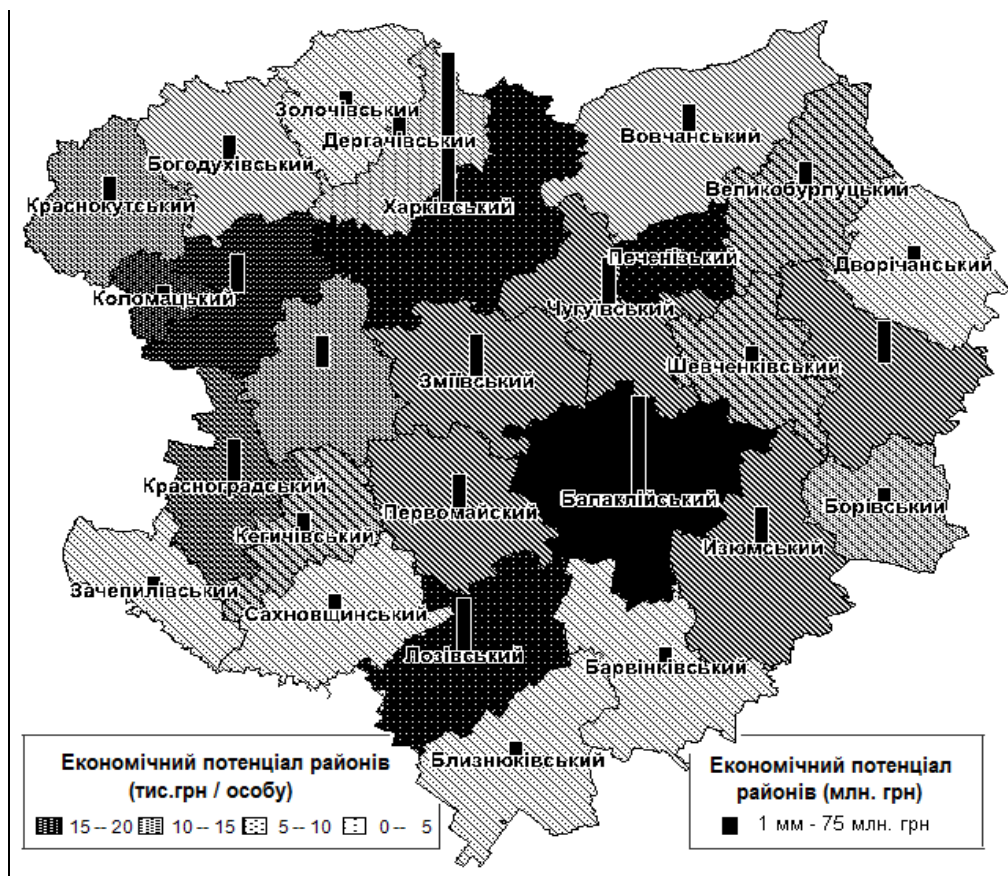 Золочівський
Дергачівський
Вовчанський
Богодухівський
Великобурлуцький
Краснокутський
Харківський
Печенізький
Дворічанський
Коломацький
Чугуївський
Шевченківський
Зміївський
Красноградський
Первомайский
Балаклійський
Борівський
Кегичівський
Изюмський
Зачепилівський
Сахновщинський
Лозівський
Барвінківський
Близнюківський
Економічний потенціал районів
(тис.грн / особу)
15 -- 20 10 -- 15 5 -- 10 0 -- 5
Економічний потенціал
районів (млн. грн)
1 мм - 75 млн. грн